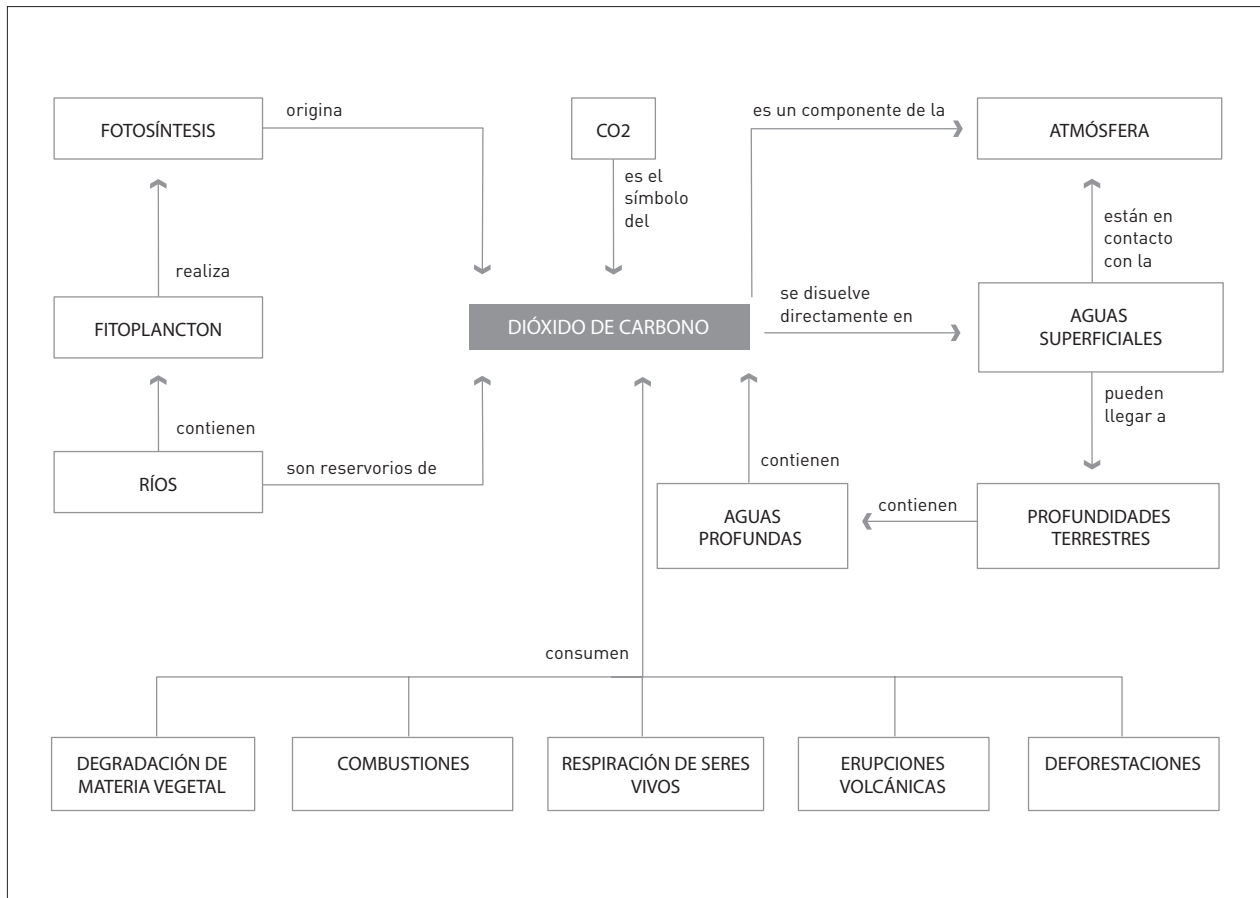 FOTOSÍNTESIS
origina
CO2
es un componente de la
ATMÓSFERA
es el
símbolo
del
están en
contacto
con la
realiza
FITOPLANCTON
DIÓXIDO DE CARBONO
se disuelve
directamente en
AGUAS
SUPERFICIALES
contienen
pueden
llegar a
RÍOS
son reservorios de
contienen
AGUAS
PROFUNDAS
contienen
PROFUNDIDADES
TERRESTRES
consumen
DEGRADACIÓN DE
MATERIA VEGETAL
COMBUSTIONES
RESPIRACIÓN DE SERES
VIVOS
ERUPCIONES
VOLCÁNICAS
DEFORESTACIONES